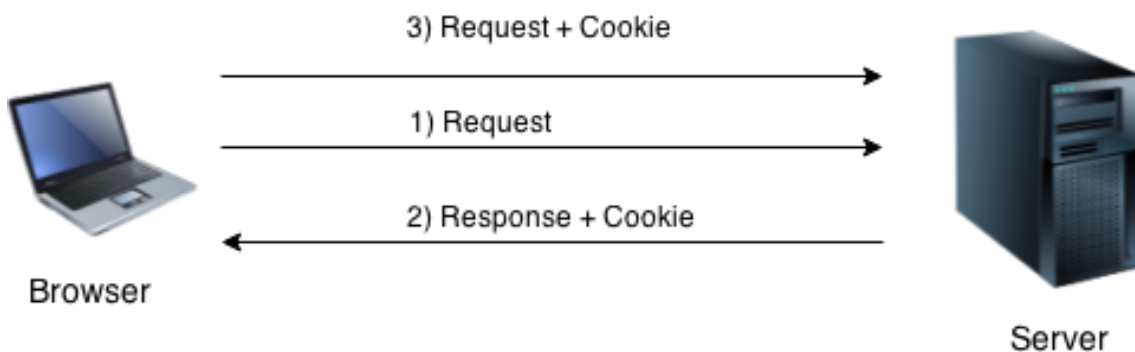 3) Request + Cookie
1) Request
2) Response + Cookie
Browser
Server